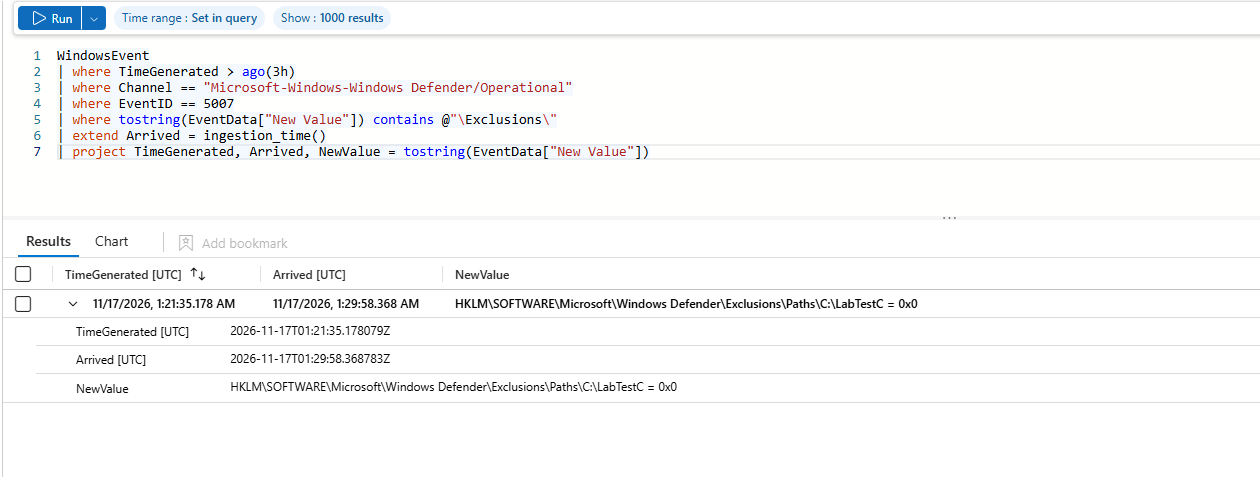 Run Time range : Set in query Show : 1000 results
1 WindowsEvent
2 | where TimeGenerated > ago(3h)
3 | where Channel == "Microsoft-Windows-Windows Defender/Operational"
4 | where EventID == 5007
5 | where tostring(EventData["New Value"]) contains @"\Exclusions\"
6 | extend Arrived = ingestion_time()
7 | project TimeGenerated, Arrived, NewValue = tostring(EventData["New Value"])
Results Chart Add bookmark
TimeGenerated [UTC] Arrived [UTC] NewValue
11/17/2026, 1:21:35.178 AM 11/17/2026, 1:29:58.368 AM HKLM\SOFTWARE\Microsoft\Windows Defender\Exclusions\Paths\C:\LabTestC = 0x0
TimeGenerated [UTC] 2026-11-17T01:21:35.178079Z
Arrived [UTC] 2026-11-17T01:29:58.368783Z
NewValue HKLM\SOFTWARE\Microsoft\Windows Defender\Exclusions\Paths\C:\LabTestC = 0x0